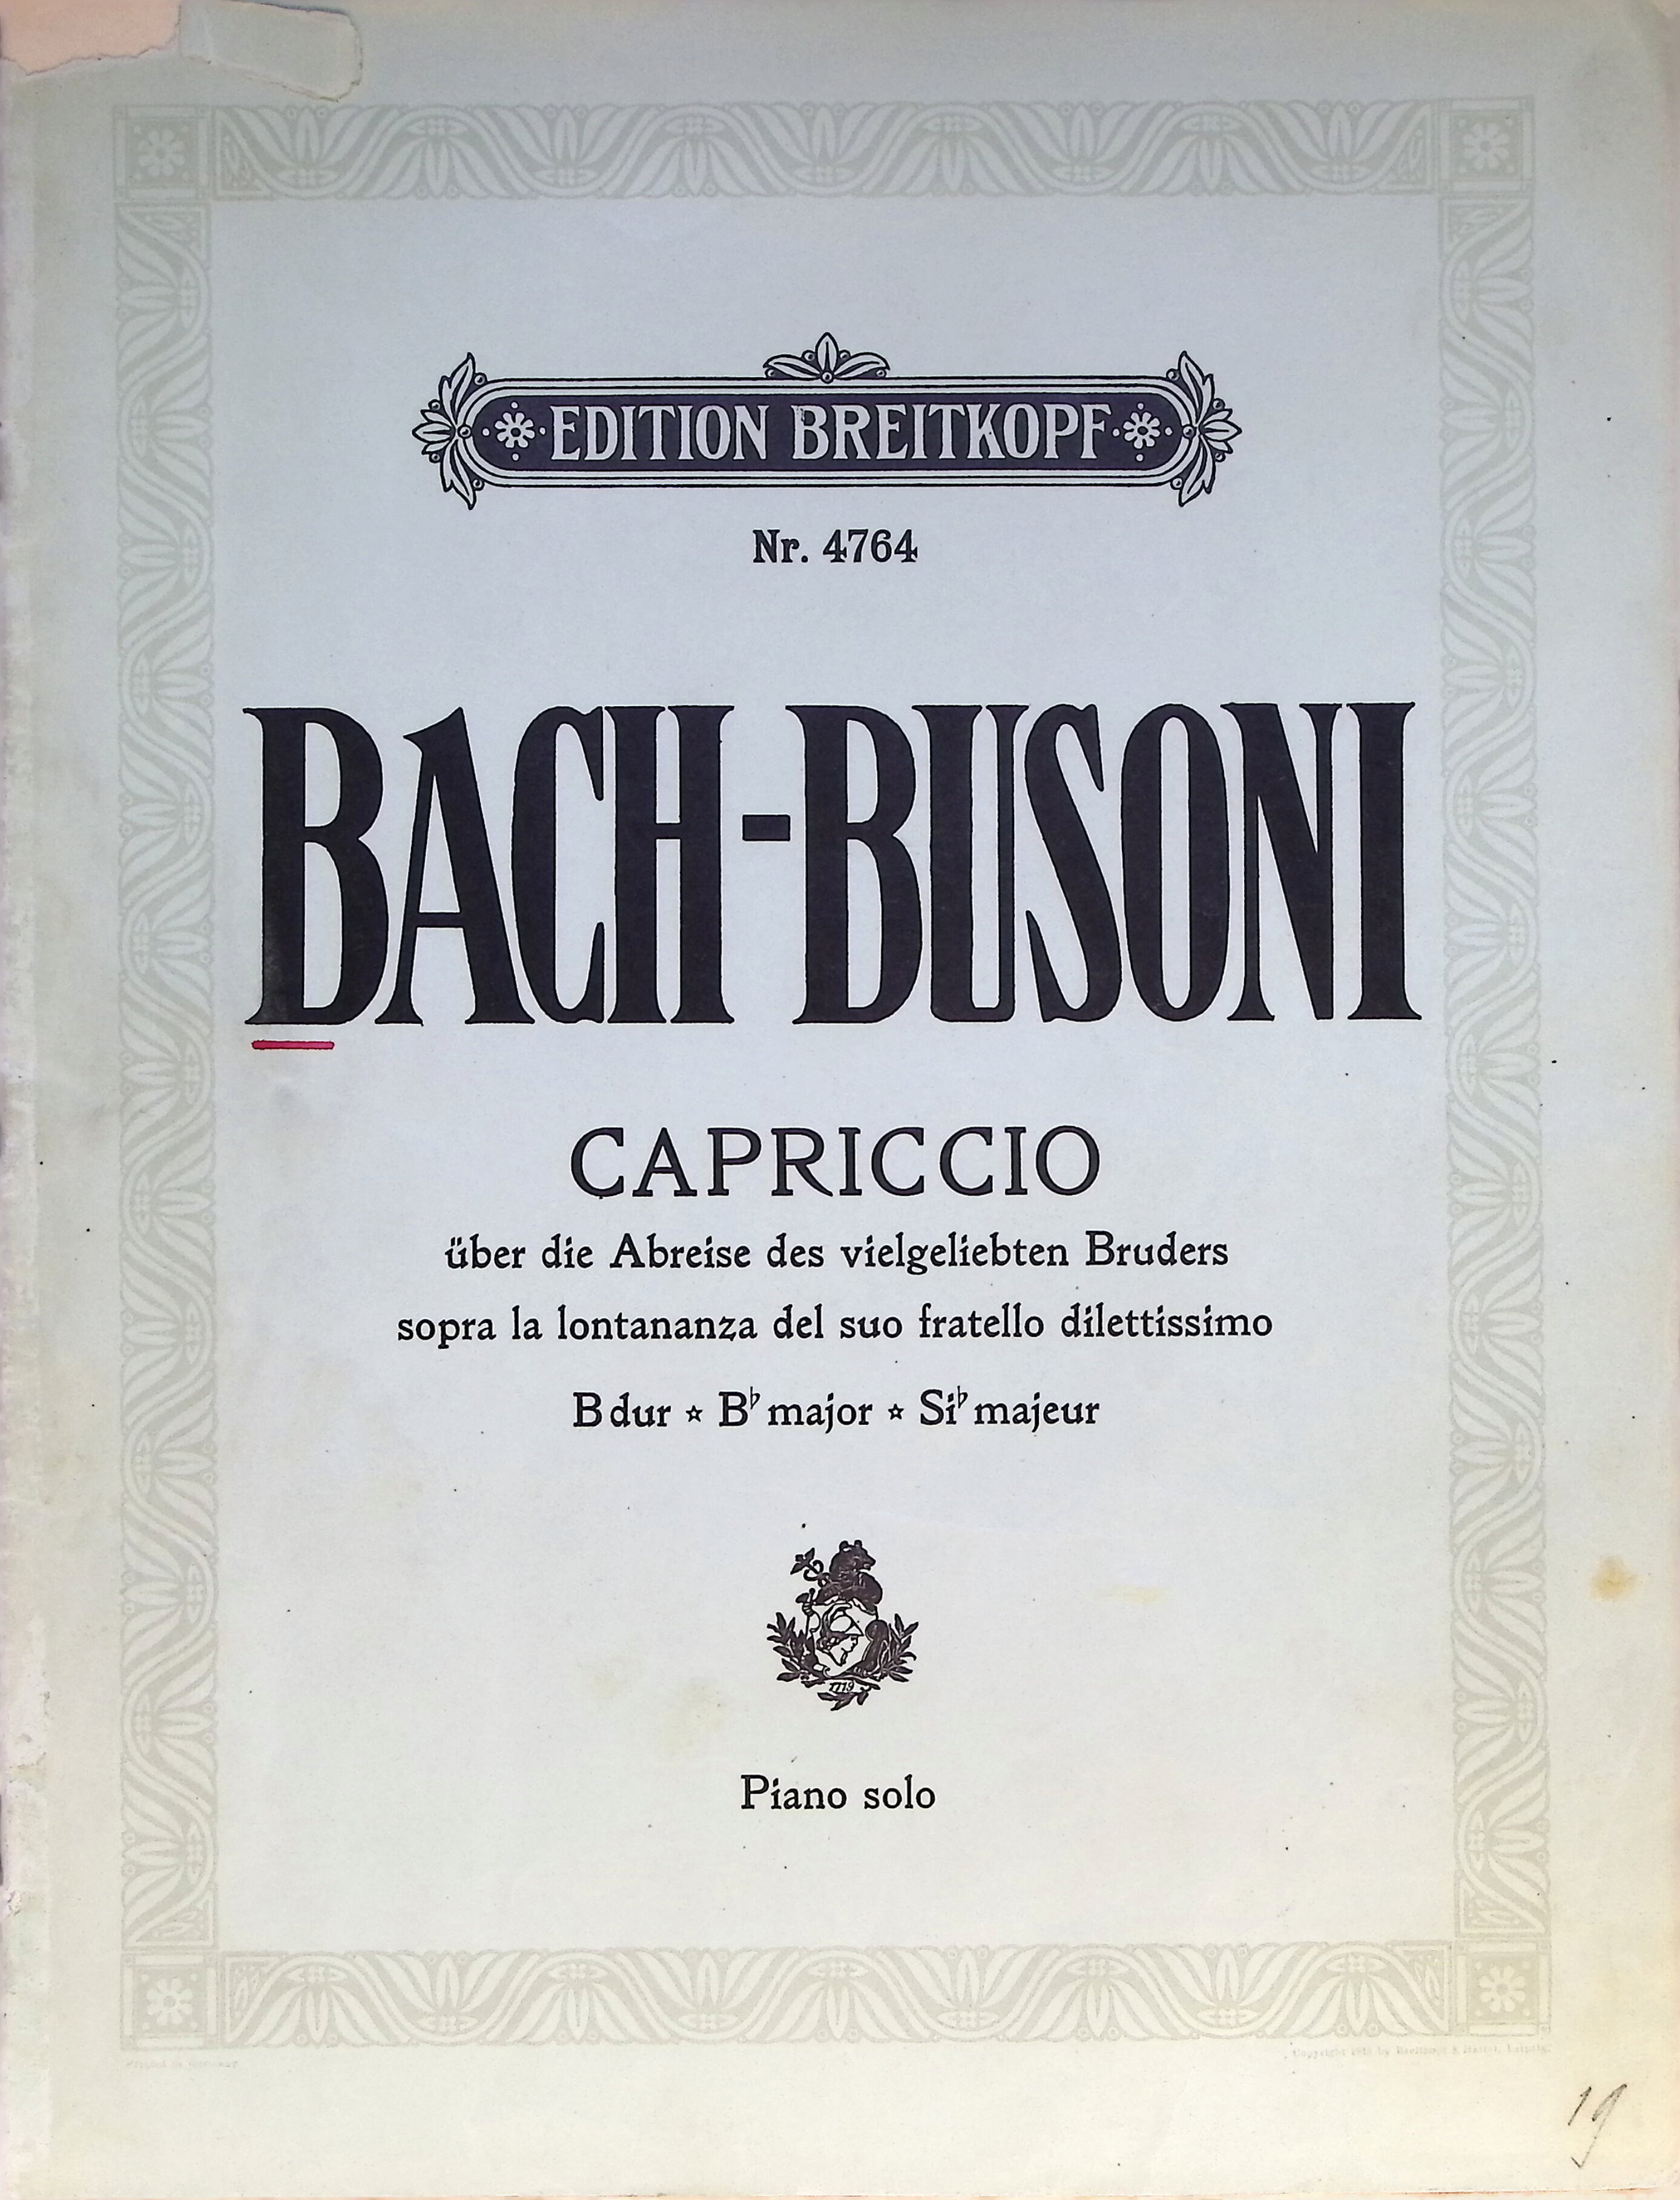 EDITION BREITKOPF
Nr. 4764
BACH-BUSONI
CAPRICCIO
über die Abreise des vielgeliebten Bruders
sopra la lontananza del suo fratello dilettissimo
B dur ☆ B♭ major ☆ Si♭ majeur
1719
Piano solo
Printed in Germany
Copyright by Breitkopf & Härtel, Leipzig
19